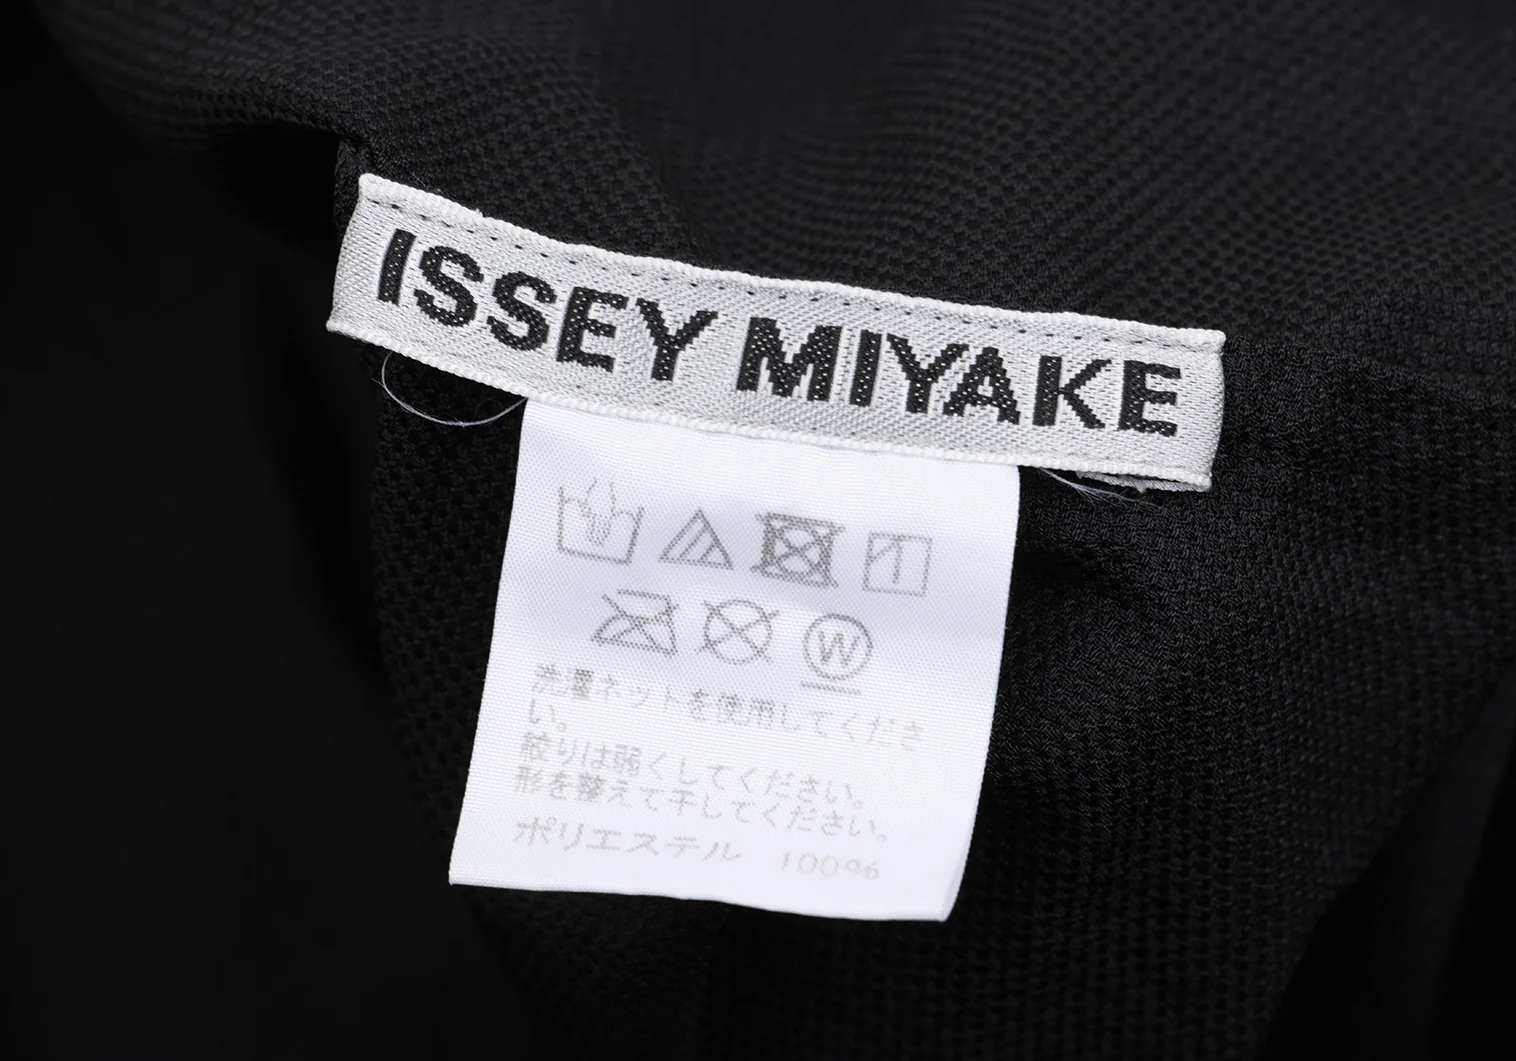 ISSEY MIYAKE
W
洗濯ネットを使用してくださ
い。
絞りは弱くしてください。
形を整えて干してください。
ポリエステル 100%